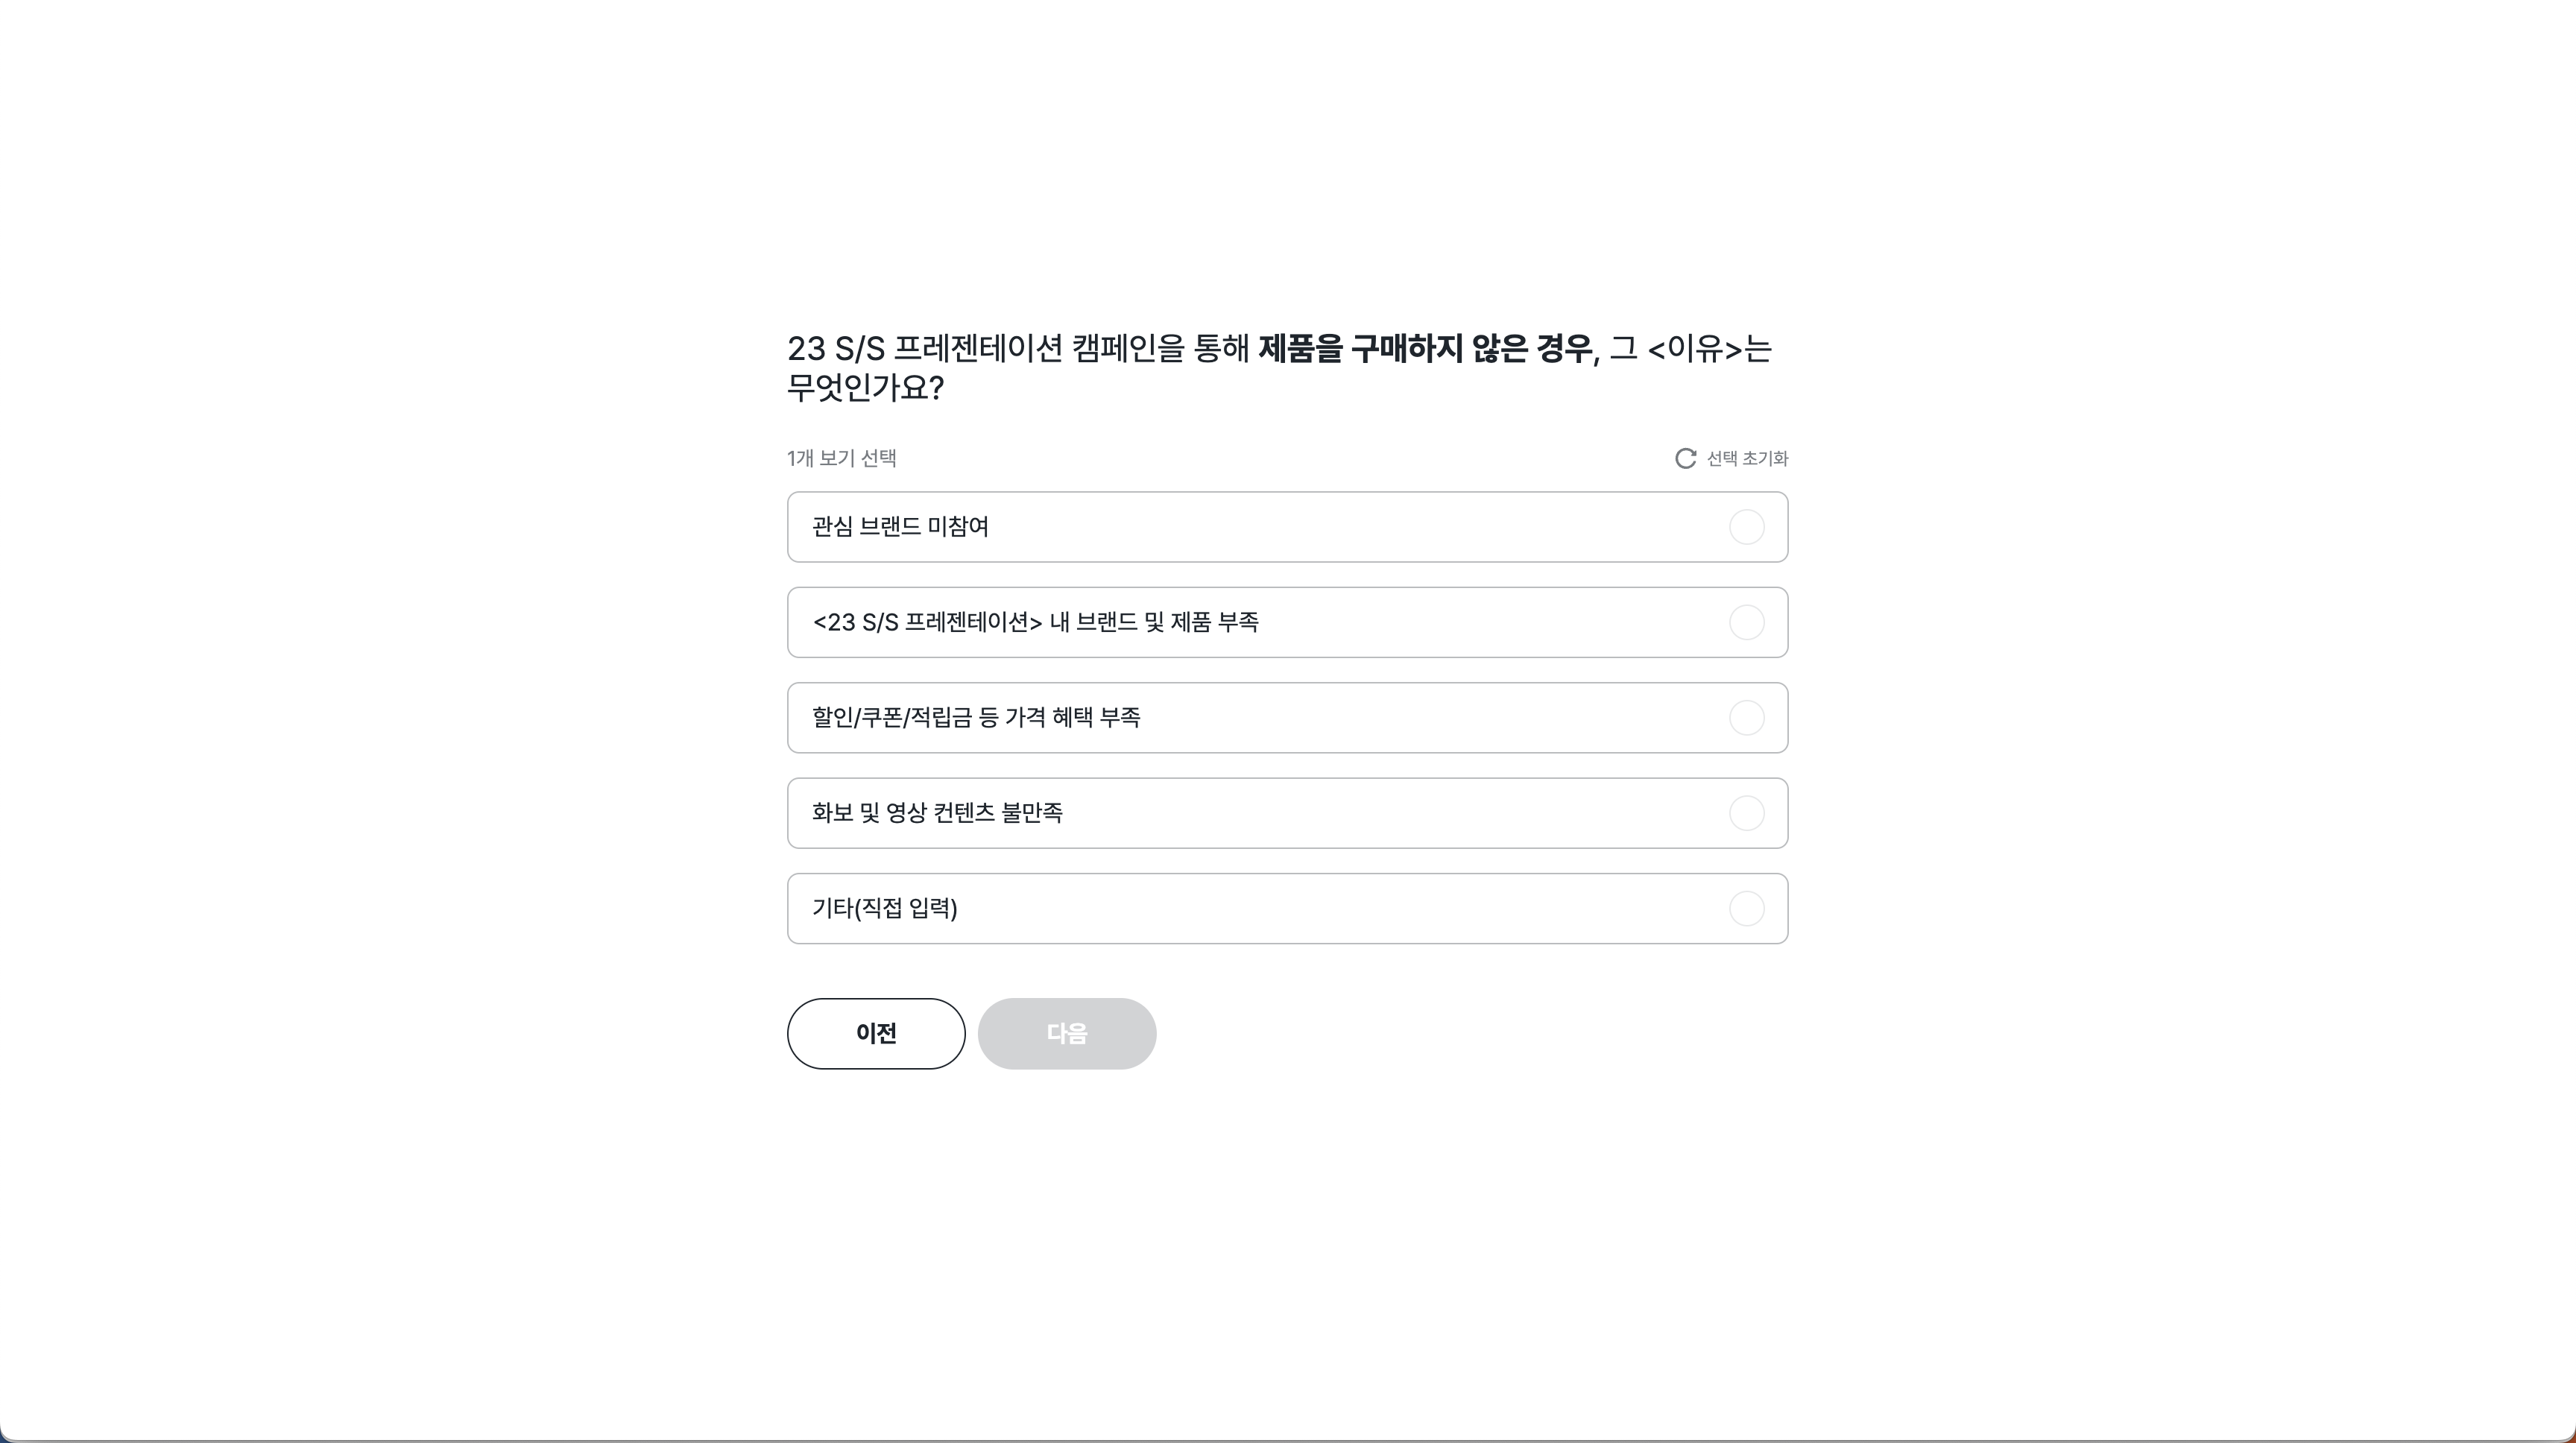 23 S/S 프레젠테이션 캠페인을 통해 제품을 구매하지 않은 경우, 그 <이유>는
무엇인가요?
1개 보기 선택
선택 초기화
관심 브랜드 미참여
<23 S/S 프레젠테이션> 내 브랜드 및 제품 부족
할인/쿠폰/적립금 등 가격 혜택 부족
화보 및 영상 컨텐츠 불만족
기타(직접 입력)
이전
다음